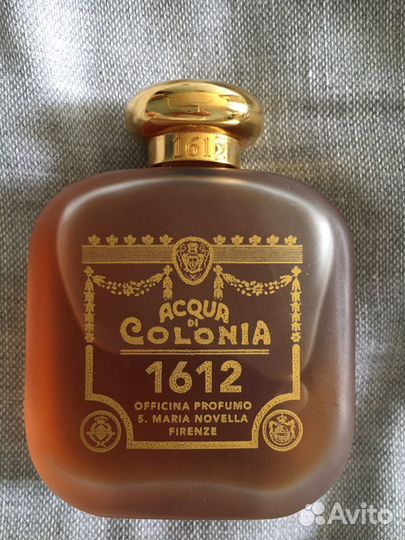 1612
ACQUA
DI
COLONIA
1612
OFFICINA PROFUMO
S. MARIA NOVELLA
FIRENZE
Avito